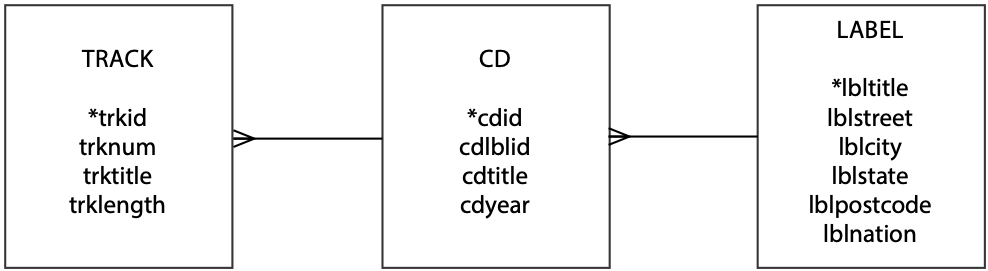 TRACK
*trkid
trknum
trktitle
trklength
CD
*cdid
cdlblid
cdtitle
cdyear
LABEL
*lbltitle
lblstreet
lblcity
lblstate
lblpostcode
lblnation